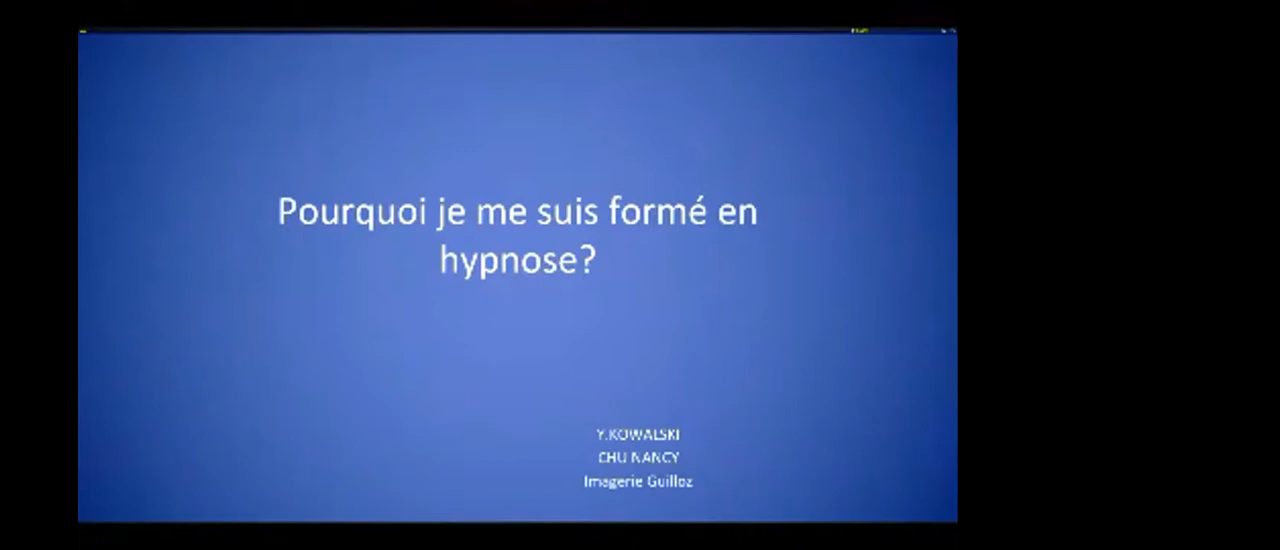 Pourquoi je me suis formé en
hypnose?
Y.KOWALSKI
CHU NANCY
Imagerie Guilloz